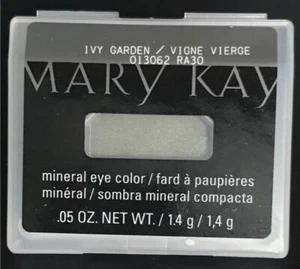 IVY GARDEN / VIGNE VIERGE
013062 RA30
MARY KAY
mineral eye color / fard à paupières
minéral / sombra mineral compacta
.05 OZ. NET WT. / 1.4 g / 1,4 g